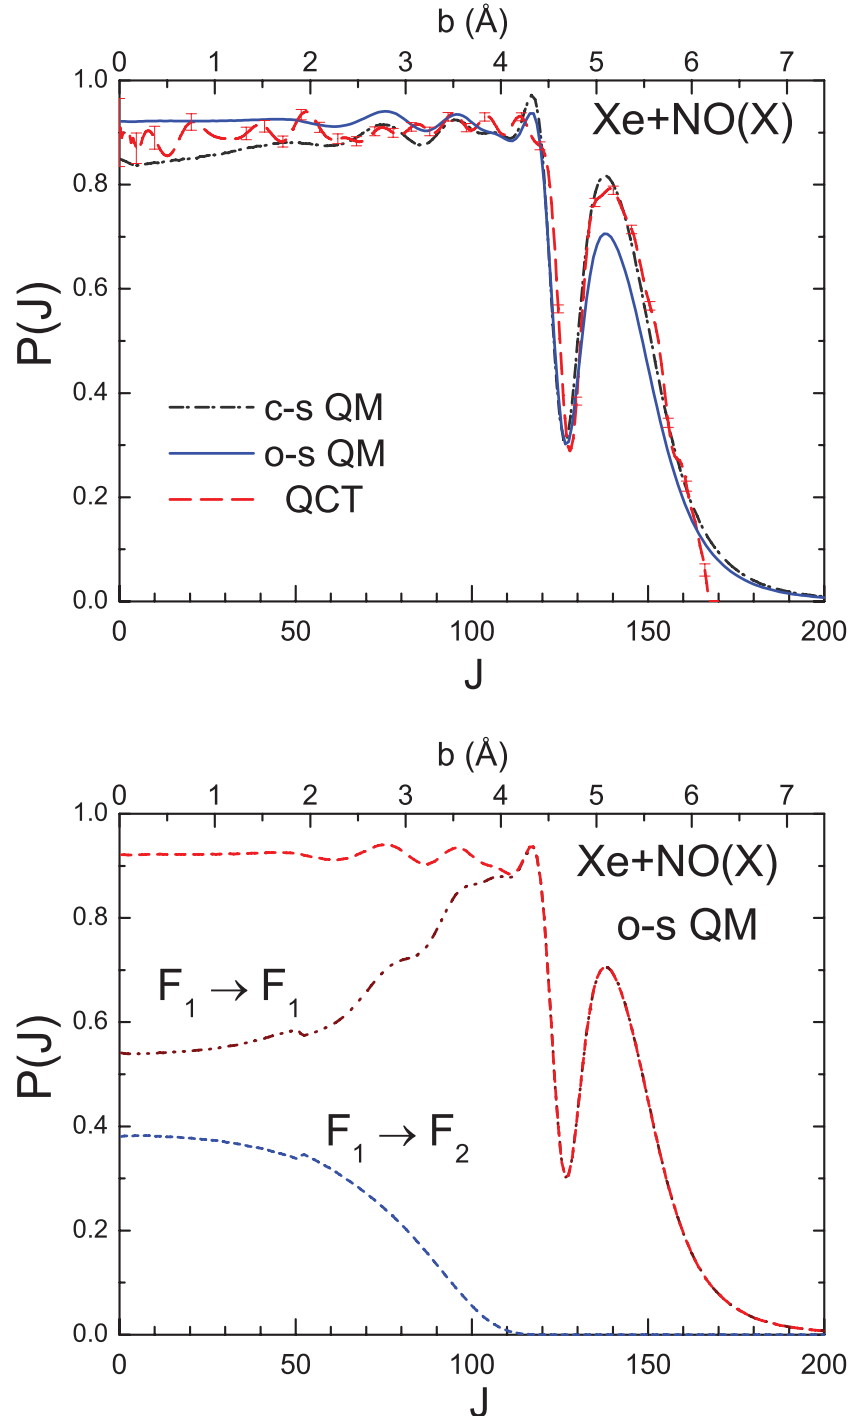 b (Å)
0 1 2 3 4 5 6 7
1.0
Xe+NO(X)
0.8
0.6
P(J)
0.4
c-s QM
o-s QM
QCT
0.2
0.0
0 50 100 150 200
J
b (Å)
0 1 2 3 4 5 6 7
1.0
Xe+NO(X)
0.8
o-s QM
F₁ → F₁
0.6
P(J)
0.4
F₁ → F₂
0.2
0.0
0 50 100 150 200
J